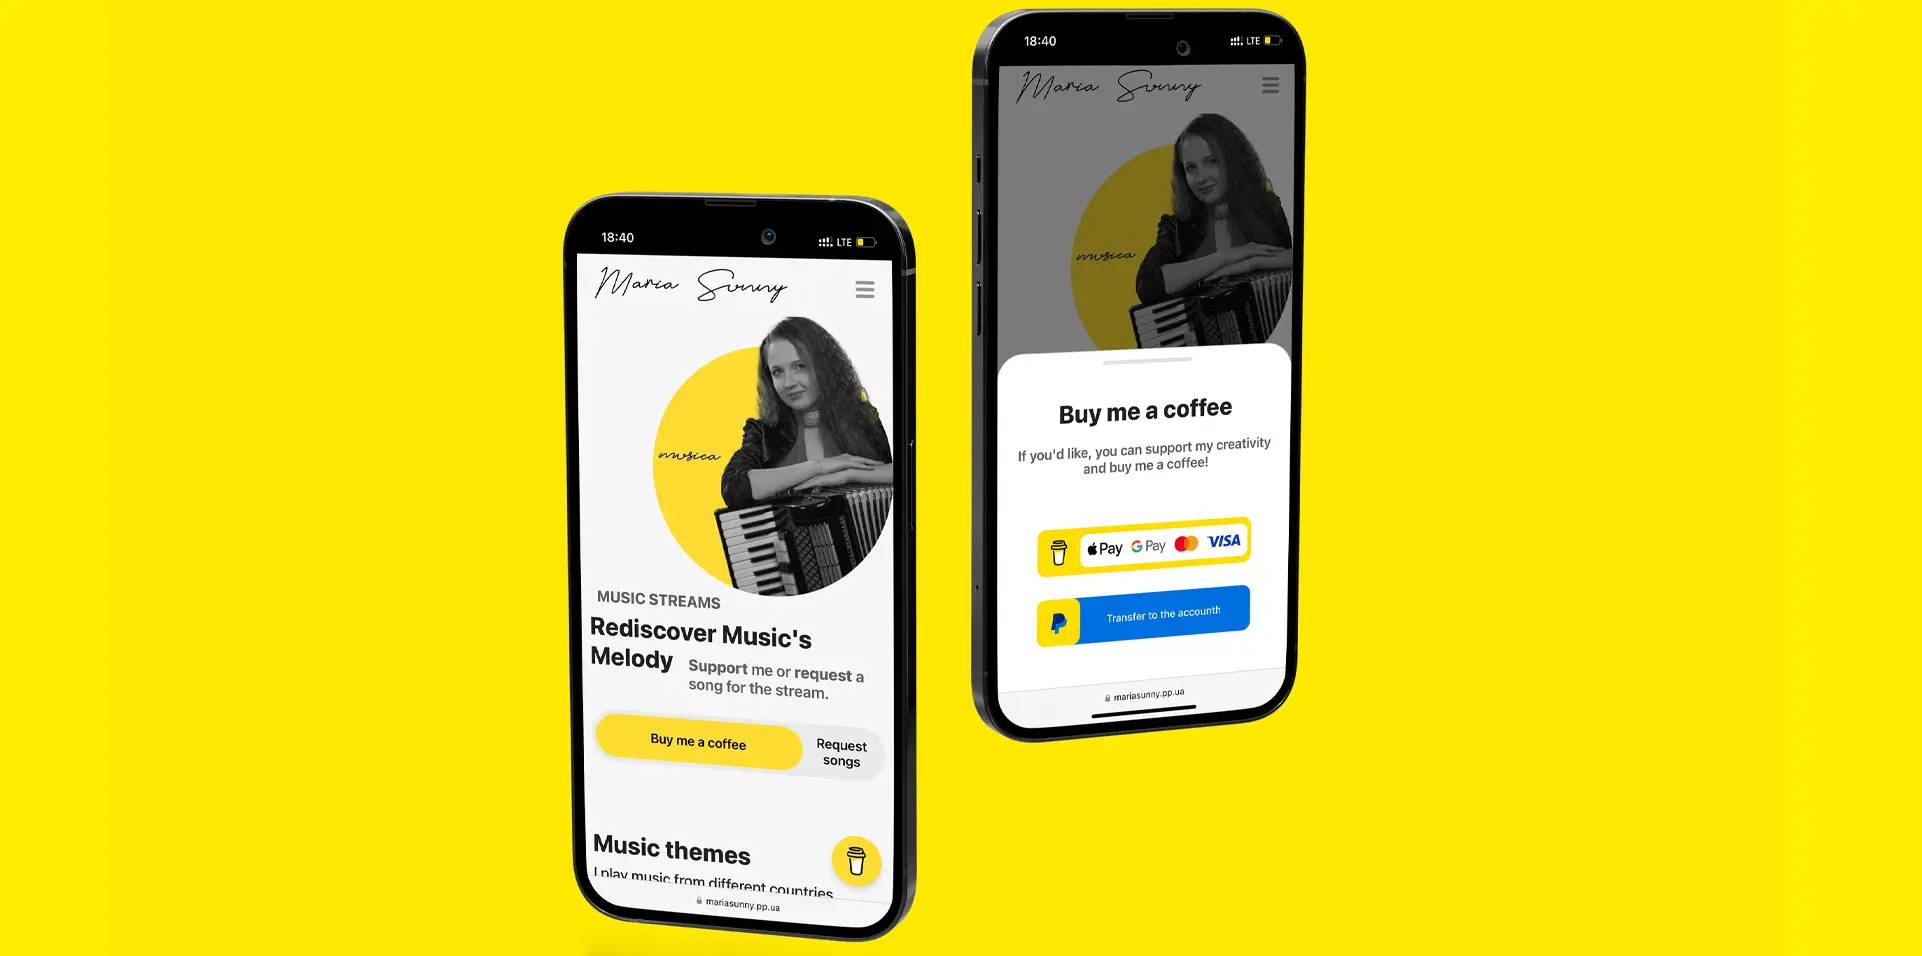 18:40
LTE
Maria Sunny
musica
MUSIC STREAMS
Rediscover Music's
Melody
Support me or request a
song for the stream.
Buy me a coffee
Request
songs
Music themes
I play music from different countries
mariasunny.pp.ua
18:40
LTE
Maria Sunny
musica
Buy me a coffee
If you'd like, you can support my creativity
and buy me a coffee!
Pay G Pay VISA
Transfer to the accounth
mariasunny.pp.ua